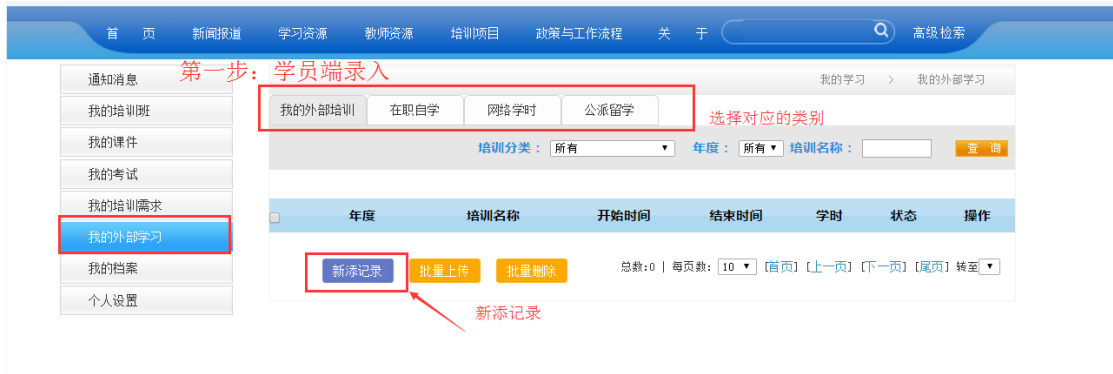 首 页 新闻报道 学习资源 教师资源 培训项目 政策与工作流程 关 于 高级检索
第一步：学员端录入
通知消息
我的培训班
我的课件
我的考试
我的培训需求
我的外部学习
我的档案
个人设置
我的学习 > 我的外部学习
我的外部培训 在职自学 网络学时 公派留学
选择对应的类别
培训分类： 所有 年度： 所有 培训名称： 查 询
年度 培训名称 开始时间 结束时间 学时 状态 操作
新添记录 批量上传 批量删除 总数:0 | 每页数: 10 [首页] [上一页] [下一页] [尾页] 转至
新添记录